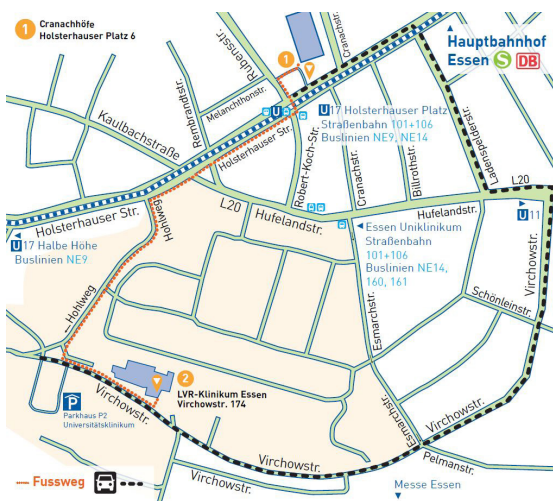 1 Cranachhöfe
Holsterhauser Platz 6
Hauptbahnhof
Essen S DB
Rubensstr.
Cranachstr.
1
Rembrandtstr.
Melanchthonstr.
Kaulbachstraße
U
Holsterhauser Str.
U17 Holsterhauser Platz
Straßenbahn 101+106
Buslinien NE9, NE14
Ladenspelderstr.
Robert-Koch-Str.
Cranachstr.
Billrothstr.
L20
Holsterhauser Str.
Hohlweg
L20
Hufelandstr.
Hufelandstr.
U11
U17 Halbe Höhe
Buslinien NE9
Essen Uniklinikum
Straßenbahn
101+106
Buslinien NE14,
160, 161
Virchowstr.
Schönleinstr.
Hohlweg
Esmarchstr.
2
LVR-Klinikum Essen
Virchowstr. 174
P
Parkhaus P2
Universitätsklinikum
Virchowstr.
Virchowstr.
Esmarchstr.
Virchowstr.
Pelmanstr.
Virchowstr.
Fussweg
Messe Essen